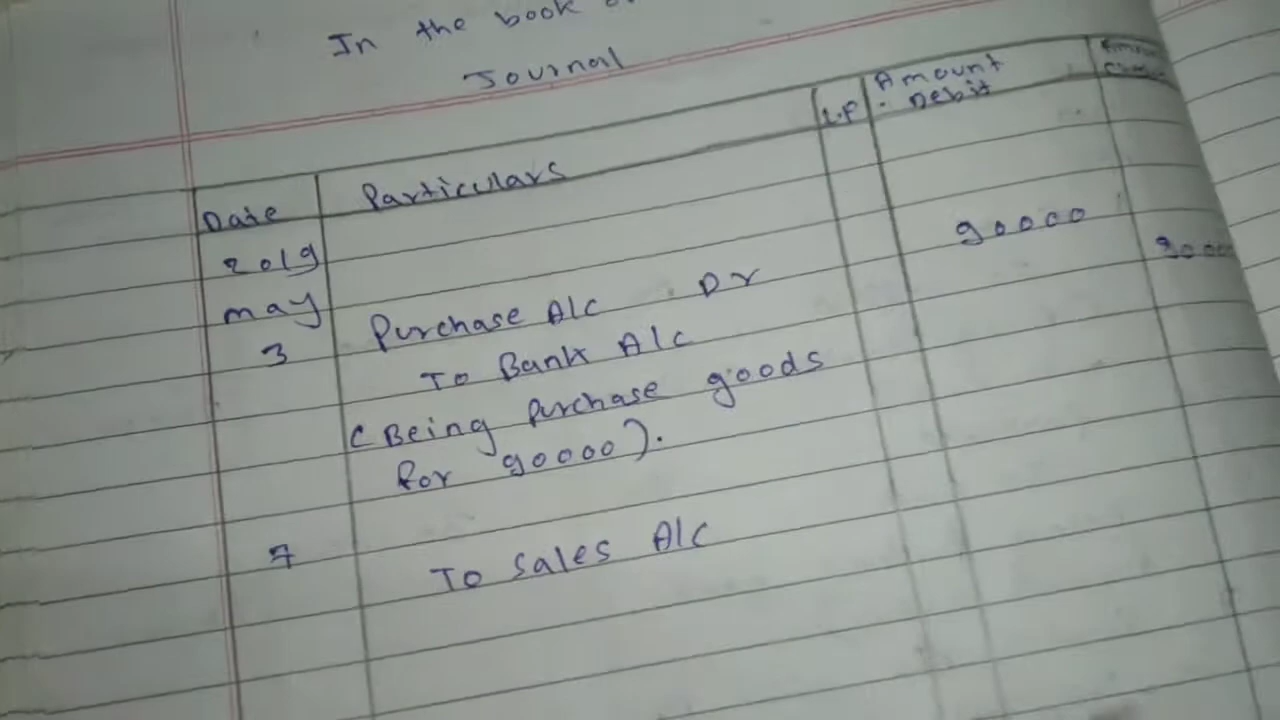 In the book
Journal
Date Particulars L.F Amount Debit
2019
may
3 Purchase A/c Dr 90000
To Bank A/c 90000
(Being Purchase goods
for 90000).
7 To Sales A/c